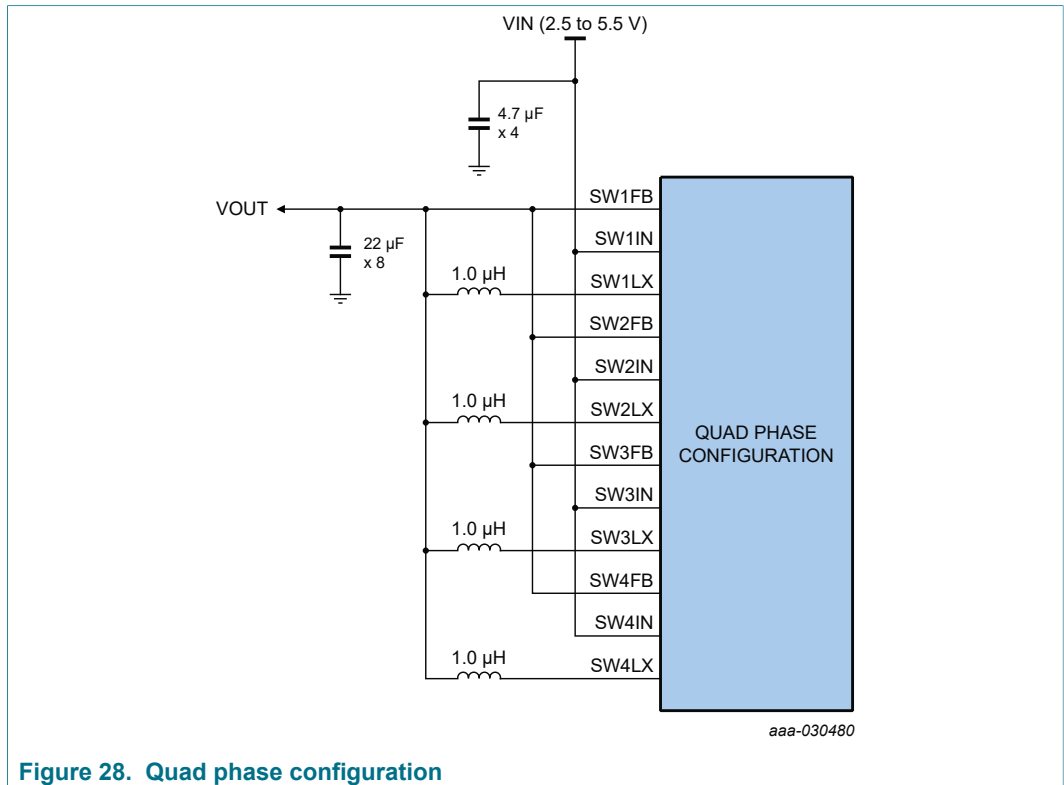 VIN (2.5 to 5.5 V)
4.7 µF
x 4
SW1FB
VOUT
SW1IN
22 µF
x 8
1.0 µH
SW1LX
SW2FB
SW2IN
1.0 µH
SW2LX
QUAD PHASE
CONFIGURATION
SW3FB
SW3IN
1.0 µH
SW3LX
SW4FB
SW4IN
1.0 µH
SW4LX
aaa-030480
Figure 28. Quad phase configuration